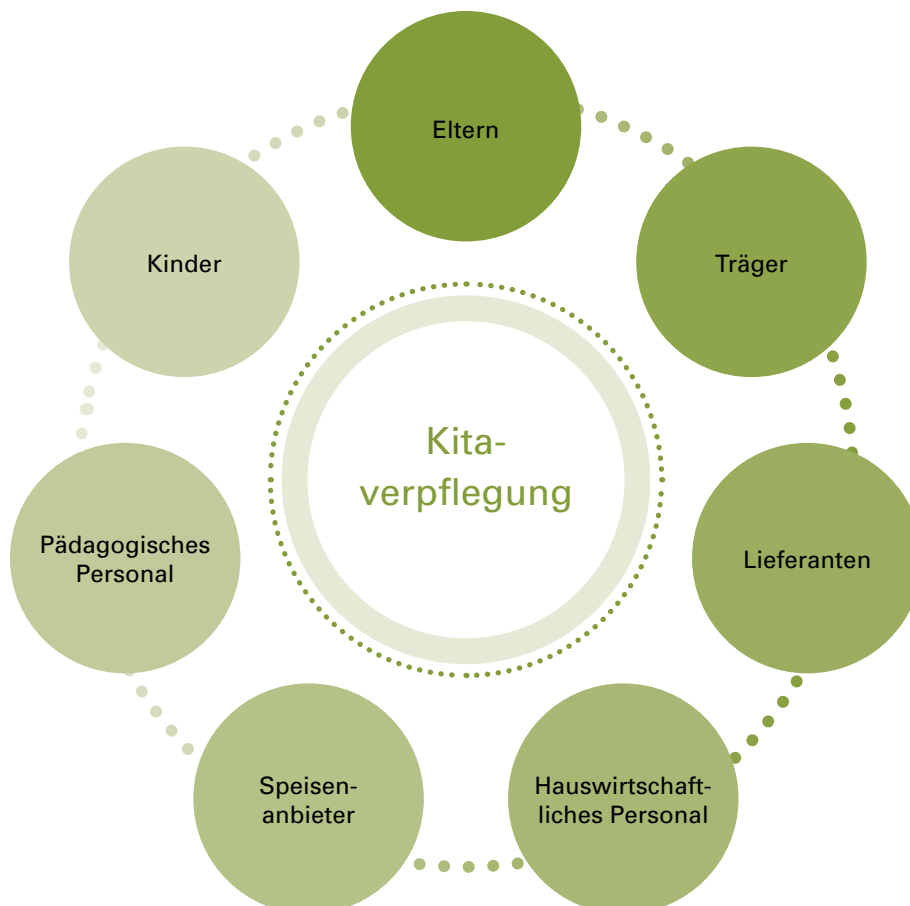 Eltern
Kinder
Träger
Kita-
verpflegung
Pädagogisches
Personal
Lieferanten
Speisen-
anbieter
Hauswirtschaft-
liches Personal